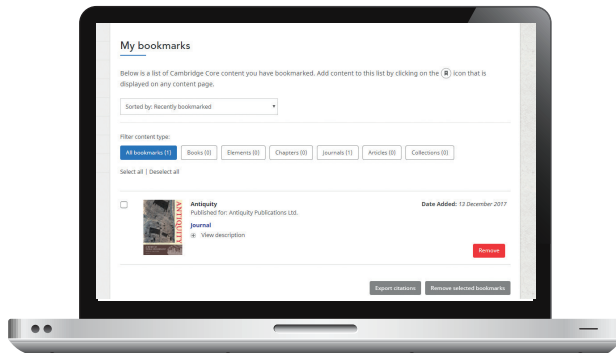 My bookmarks
Below is a list of Cambridge Core content you have bookmarked. Add content to this list by clicking on the icon that is
displayed on any content page.
Sorted by: Recently bookmarked
Filter content type:
All bookmarks (1) Books (0) Elements (0) Chapters (0) Journals (1) Articles (0) Collections (0)
Select all | Deselect all
ANTIQUITY
Antiquity
Date Added: 13 December 2017
Published for: Antiquity Publications Ltd.
Journal
View description
Remove
Export citations Remove selected bookmarks